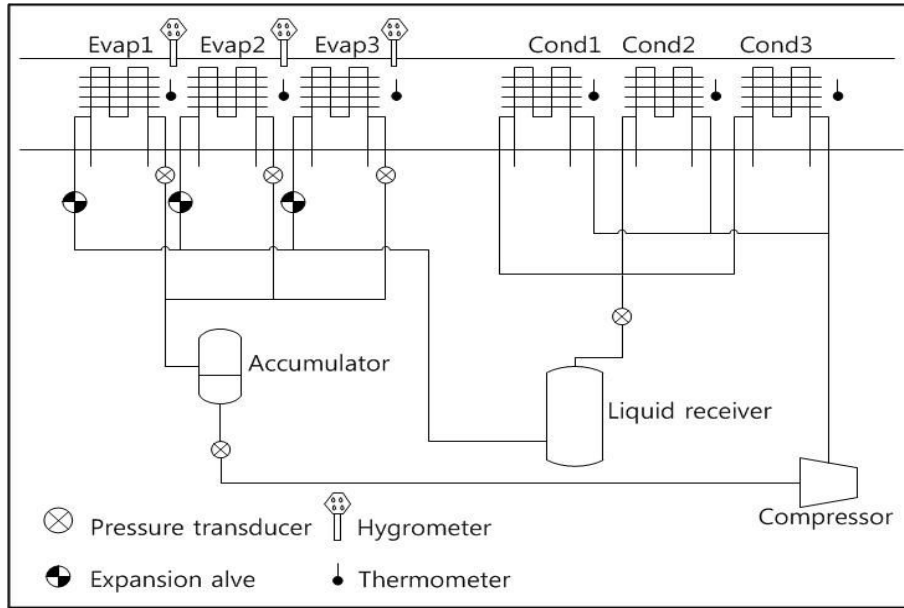 Evap1
Evap2
Evap3
Cond1
Cond2
Cond3
Accumulator
Liquid receiver
Compressor
Pressure transducer
Hygrometer
Expansion alve
Thermometer